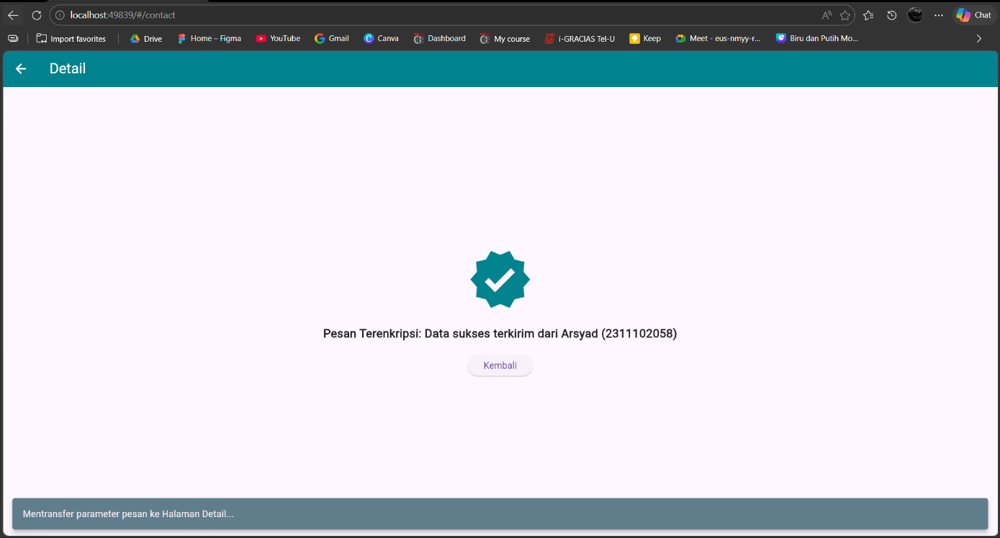 localhost:49839/#/contact
Chat
Import favorites
Drive
Home – Figma
YouTube
Gmail
Canva
Dashboard
My course
i-GRACIAS Tel-U
Keep
Meet - eus-nmyy-r...
Biru dan Putih Mo...
Detail
Pesan Terenkripsi: Data sukses terkirim dari Arsyad (2311102058)
Kembali
Mentransfer parameter pesan ke Halaman Detail...